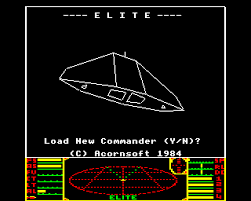 ---- E L I T E ----
Load New Commander (Y/N)?
(C) Acornsoft 1984
ELITE